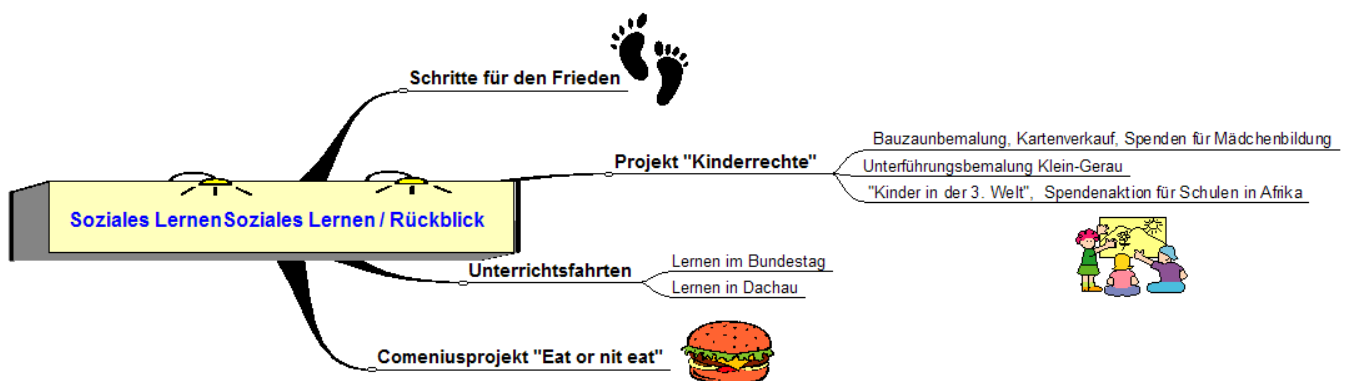 Schritte für den Frieden
Projekt "Kinderrechte"
Bauzaunbemalung, Kartenverkauf, Spenden für Mädchenbildung
Unterführungsbemalung Klein-Gerau
"Kinder in der 3. Welt", Spendenaktion für Schulen in Afrika
Soziales LernenSoziales Lernen / Rückblick
Unterrichtsfahrten
Lernen im Bundestag
Lernen in Dachau
Comeniusprojekt "Eat or nit eat"